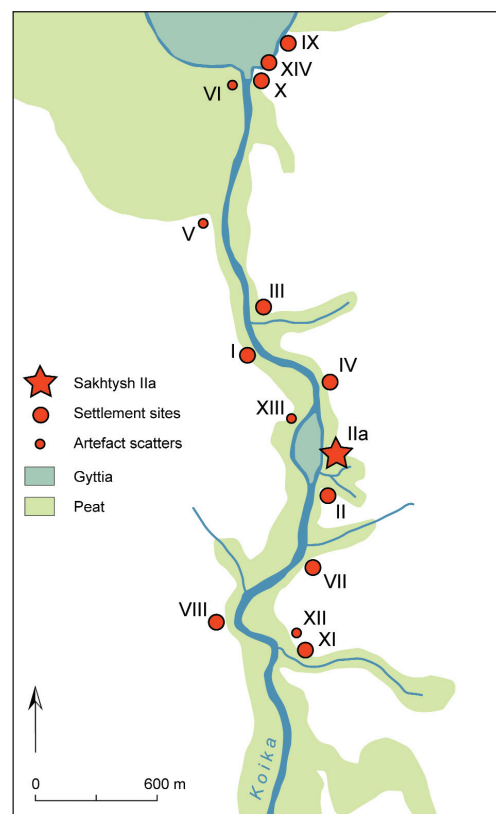 IX
XIV
VI
X
V
III
I
IV
XIII
IIa
II
VII
VIII
XII
XI
Sakhtysh IIa
Settlement sites
Artefact scatters
Gyttia
Peat
Koika
0 600 m